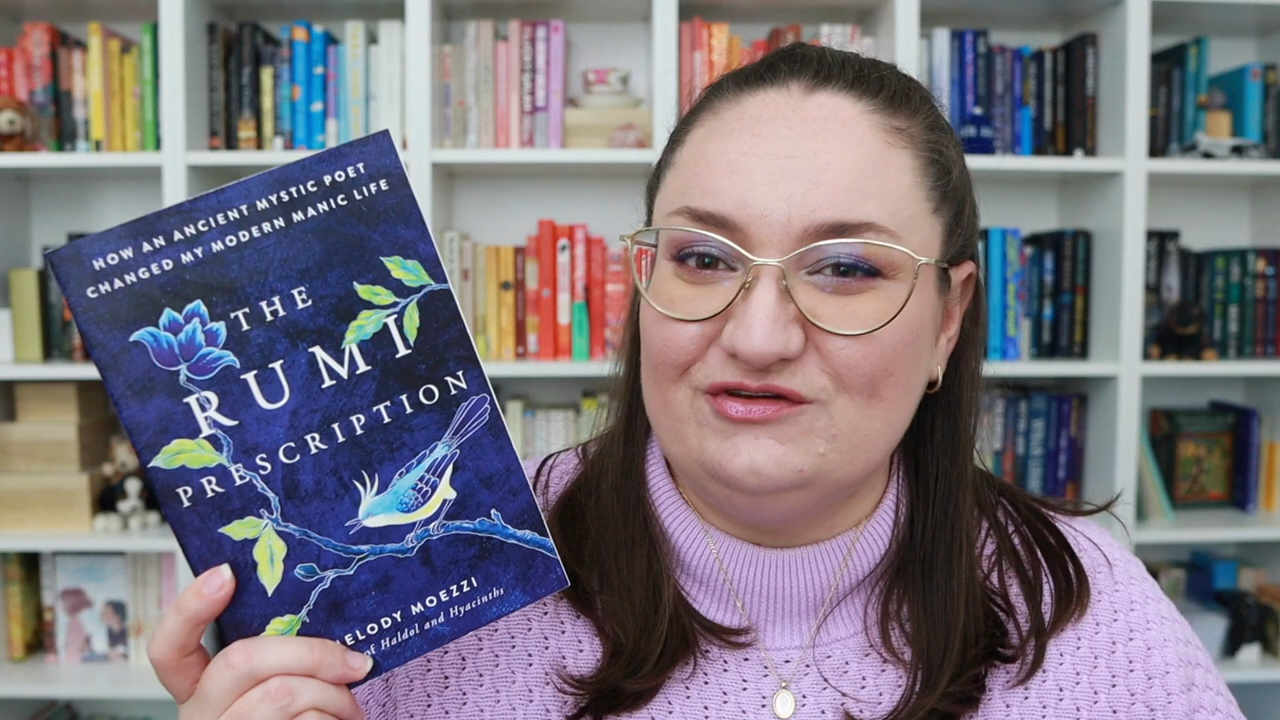 HOW AN ANCIENT MYSTIC POET
CHANGED MY MODERN MANIC LIFE
THE
RUMI
PRESCRIPTION
MELODY MOEZZI
of Haldol and Hyacinths